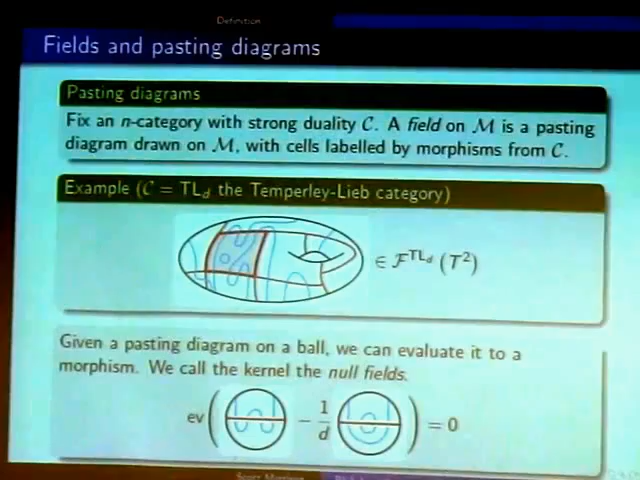 Definition
Fields and pasting diagrams
Pasting diagrams
Fix an n-category with strong duality C. A field on M is a pasting
diagram drawn on M, with cells labelled by morphisms from C.
Example (C = TL_d the Temperley-Lieb category)
∈ F^{TL_d} (T²)
Given a pasting diagram on a ball, we can evaluate it to a
morphism. We call the kernel the null fields.
ev ( − 1/d ) = 0
Scott Morrison